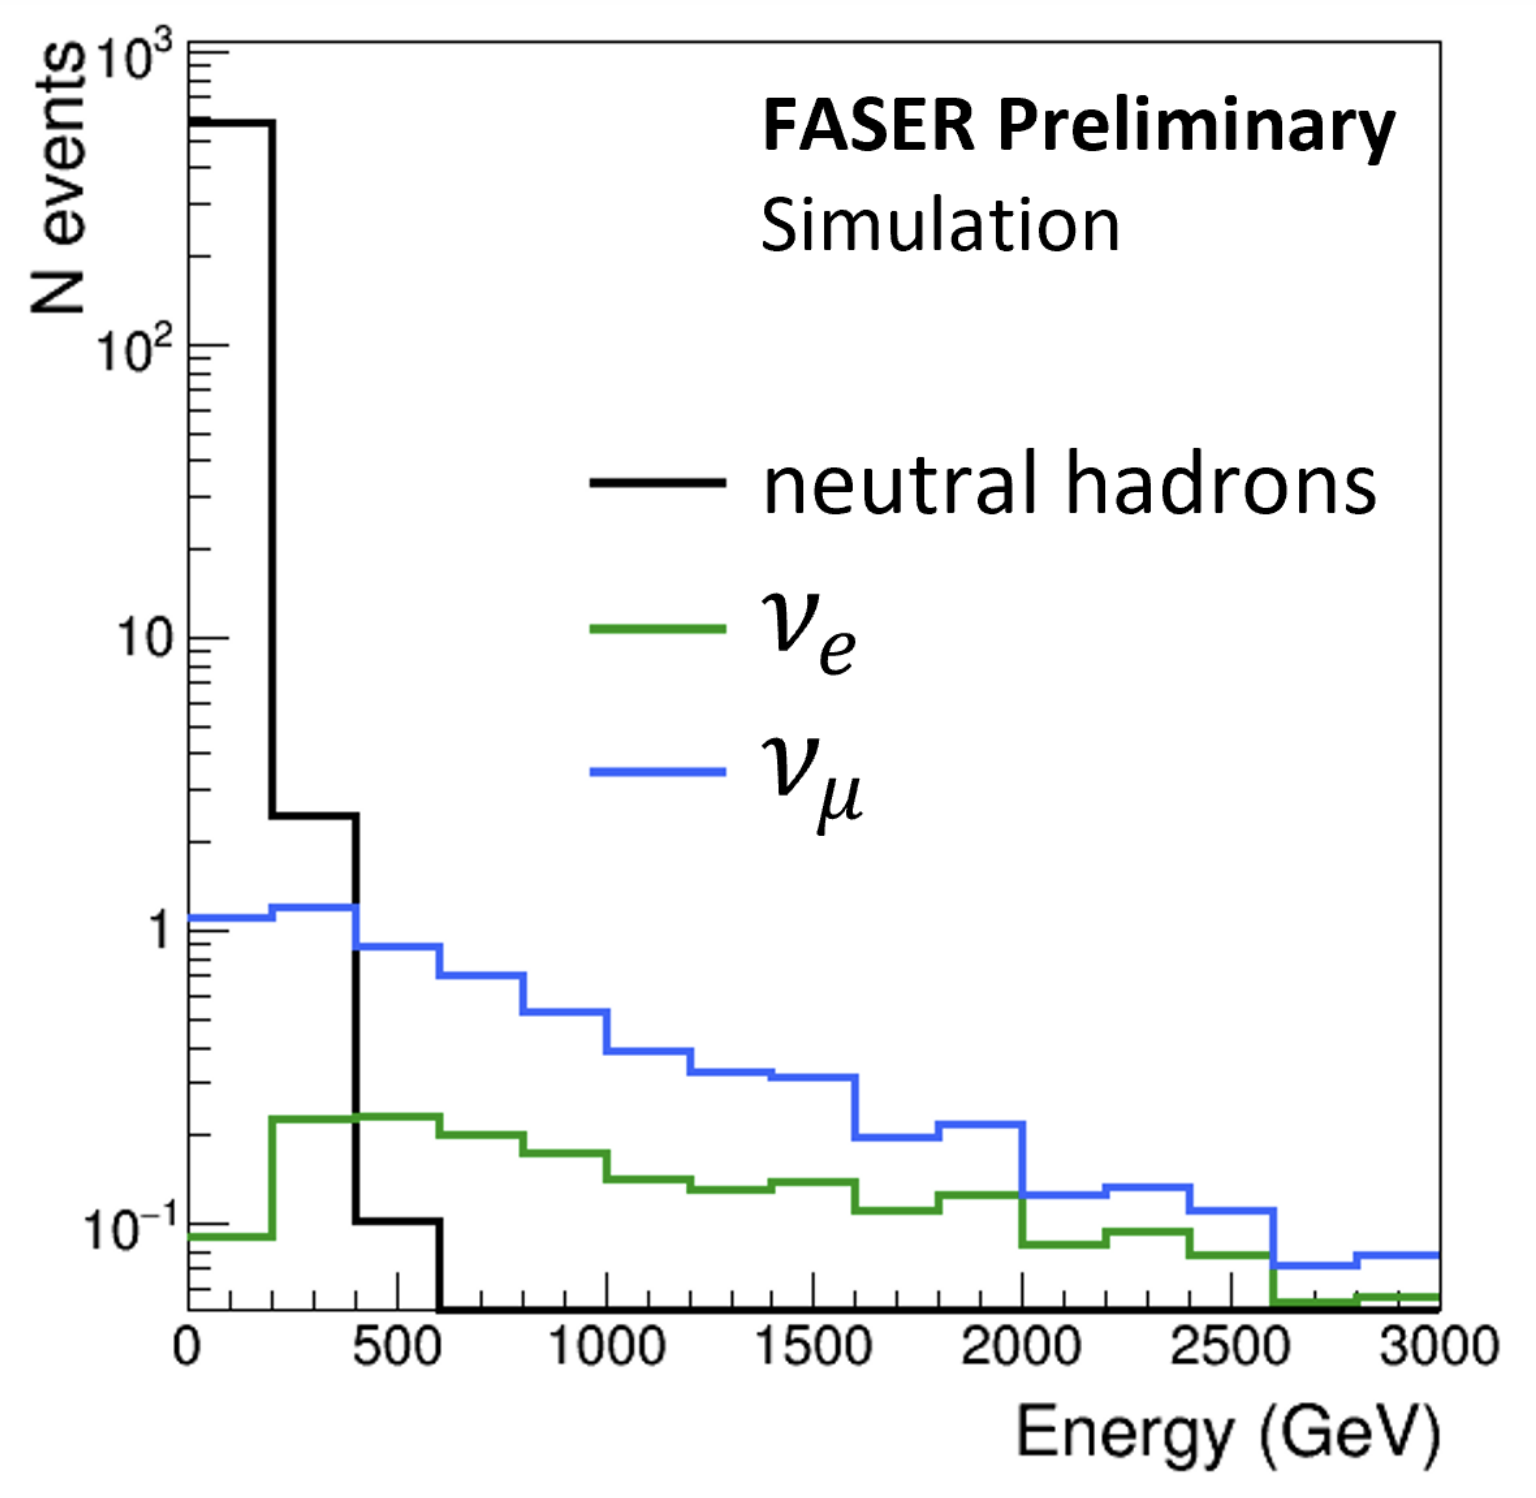 N events
10³
10²
10
1
10⁻¹
FASER Preliminary
Simulation
neutral hadrons
νₑ
ν_μ
0 500 1000 1500 2000 2500 3000
Energy (GeV)